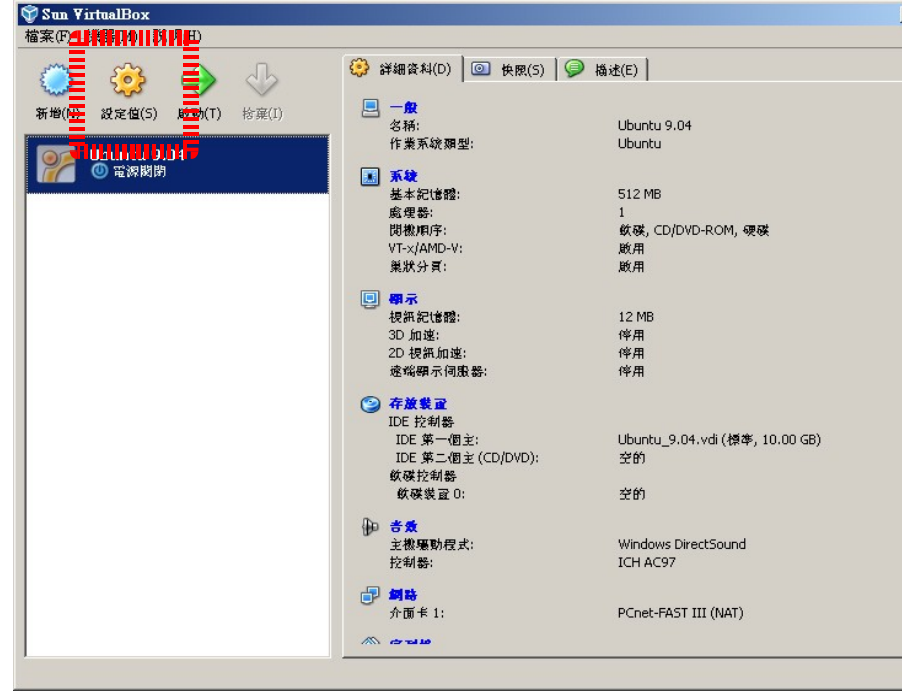 Sun VirtualBox
檔案(F) 機器(M) 說明(H)
新增(N) 設定值(S) 啟動(T) 捨棄(I)
詳細資料(D) 快照(S) 描述(E)
Ubuntu 9.04
電源關閉
一般
名稱: Ubuntu 9.04
作業系統類型: Ubuntu
系統
基本記憶體: 512 MB
處理器: 1
開機順序: 軟碟, CD/DVD-ROM, 硬碟
VT-x/AMD-V: 啟用
巢狀分頁: 啟用
顯示
視訊記憶體: 12 MB
3D 加速: 停用
2D 視訊加速: 停用
遠端顯示伺服器: 停用
存放裝置
IDE 控制器
IDE 第一個主: Ubuntu_9.04.vdi (標準, 10.00 GB)
IDE 第二個主 (CD/DVD): 空的
軟碟控制器
軟碟裝置 0: 空的
音效
主機驅動程式: Windows DirectSound
控制器: ICH AC97
網路
介面卡 1: PCnet-FAST III (NAT)